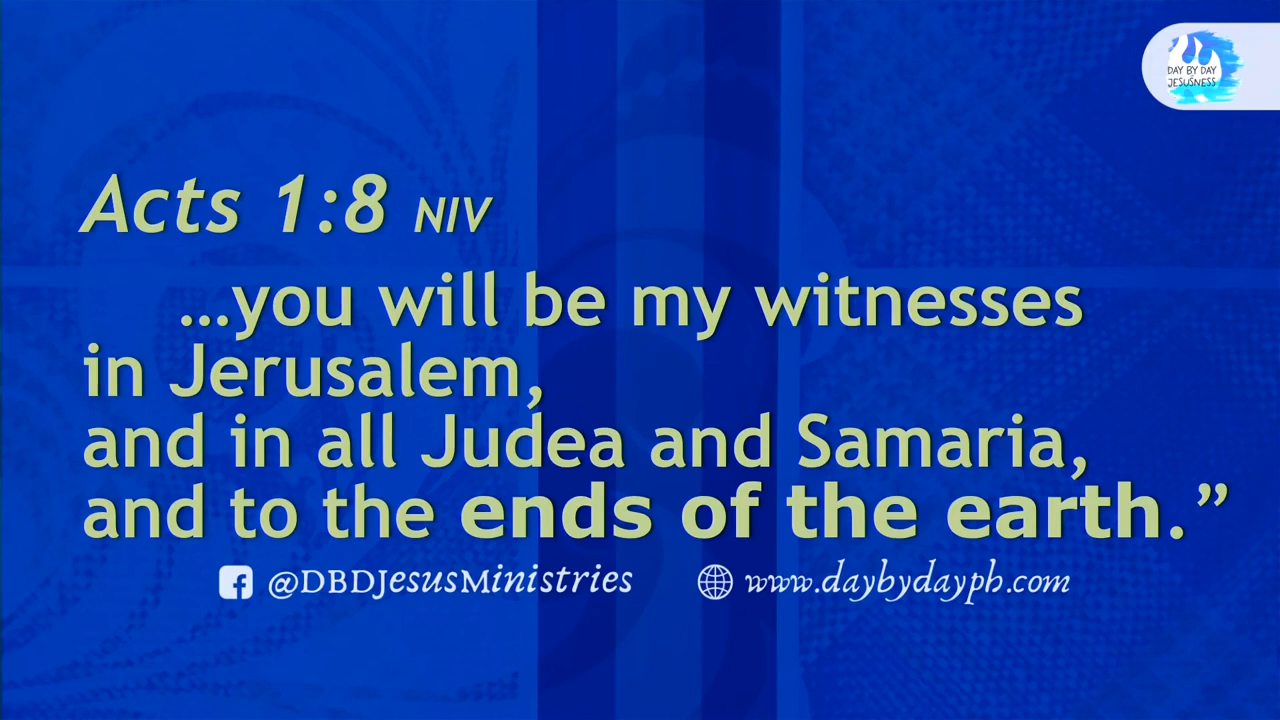 DAY BY DAY
JESUSNESS
Acts 1:8 NIV
…you will be my witnesses
in Jerusalem,
and in all Judea and Samaria,
and to the ends of the earth.”
@DBDJesusMinistries
www.daybydayph.com